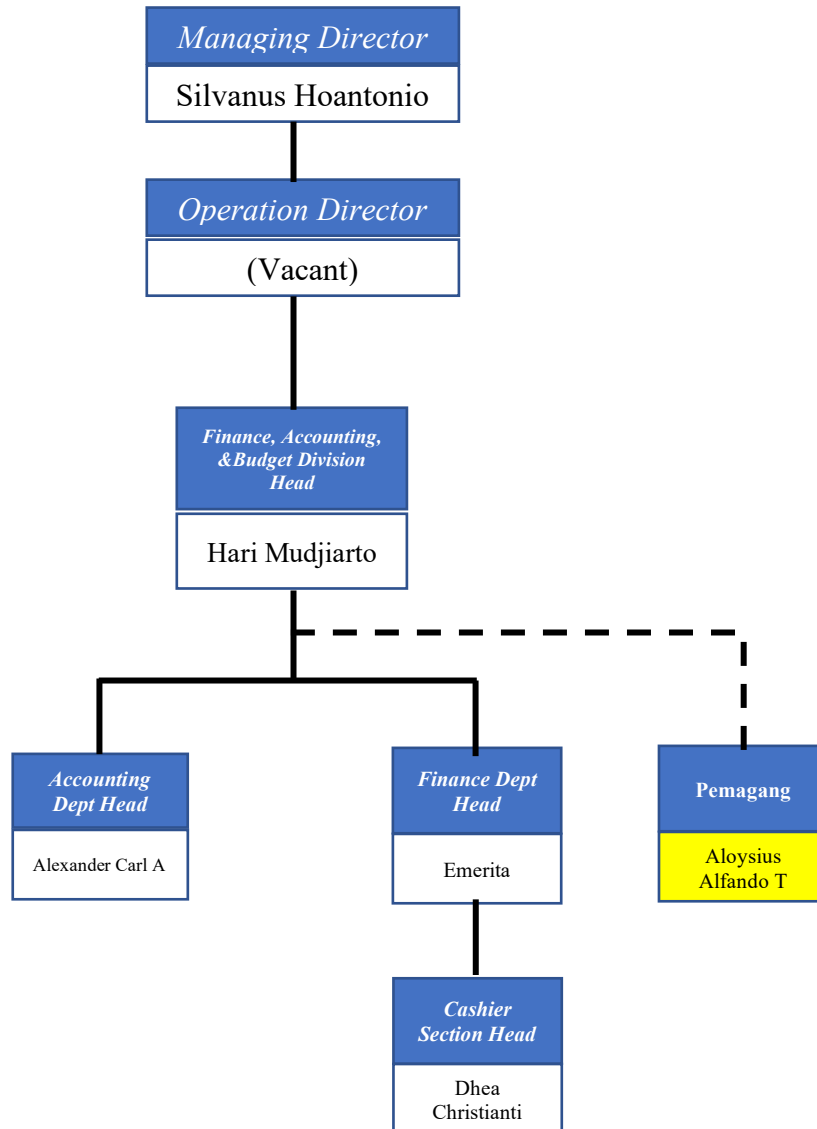 Managing Director
Silvanus Hoantonio
Operation Director
(Vacant)
Finance, Accounting,
&Budget Division
Head
Hari Mudjiarto
Accounting
Dept Head
Alexander Carl A
Finance Dept
Head
Emerita
Pemagang
Aloysius
Alfando T
Cashier
Section Head
Dhea
Christianti